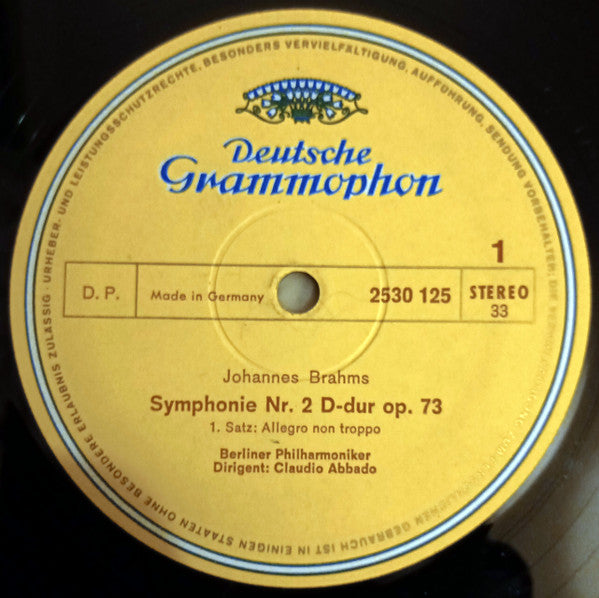 Deutsche
Grammophon
1
D. P.
Made in Germany
2530 125
STEREO
33
Johannes Brahms
Symphonie Nr. 2 D-dur op. 73
1. Satz: Allegro non troppo
Berliner Philharmoniker
Dirigent: Claudio Abbado
URHEBER- UND LEISTUNGSSCHUTZRECHTE, BESONDERS VERVIELFÄLTIGUNG, AUFFÜHRUNG, SENDUNG VORBEHALTEN; DIE GEBRAUCH IST IN EINIGEN STAATEN OHNE BESONDERE ERLAUBNIS ZULÄSSIG ·